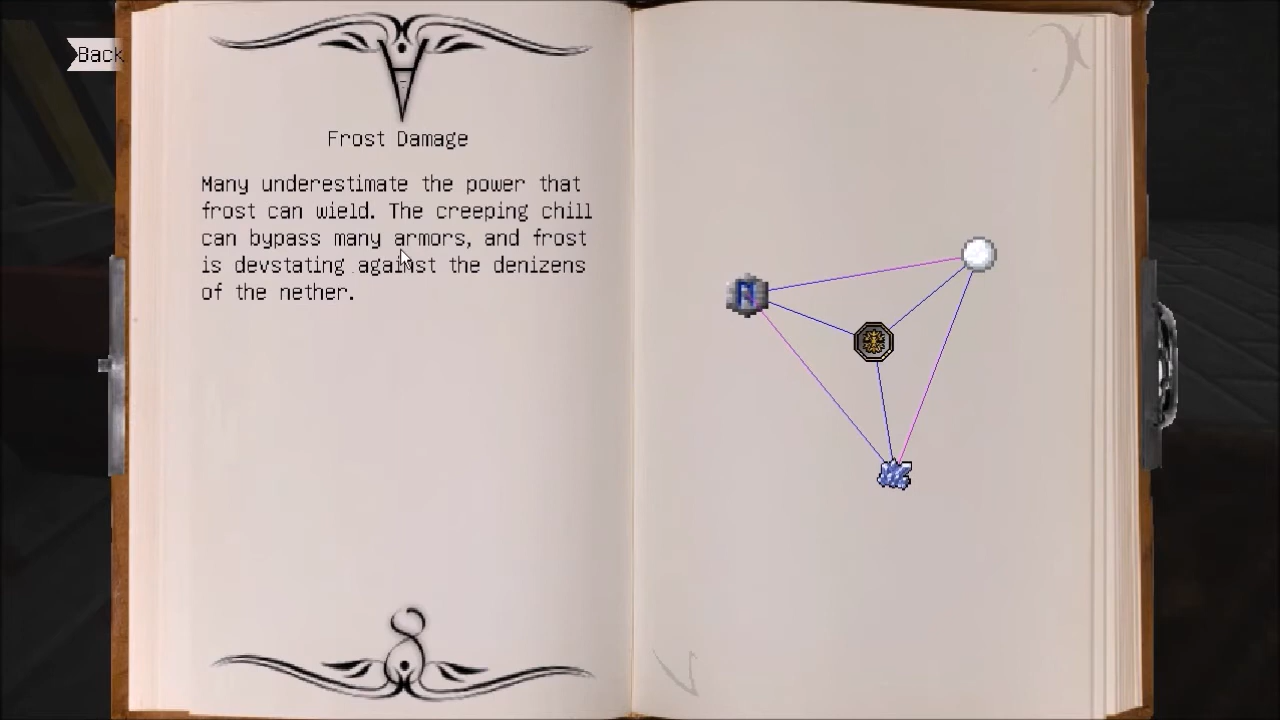 Back
Frost Damage
Many underestimate the power that
frost can wield. The creeping chill
can bypass many armors, and frost
is devstating against the denizens
of the nether.